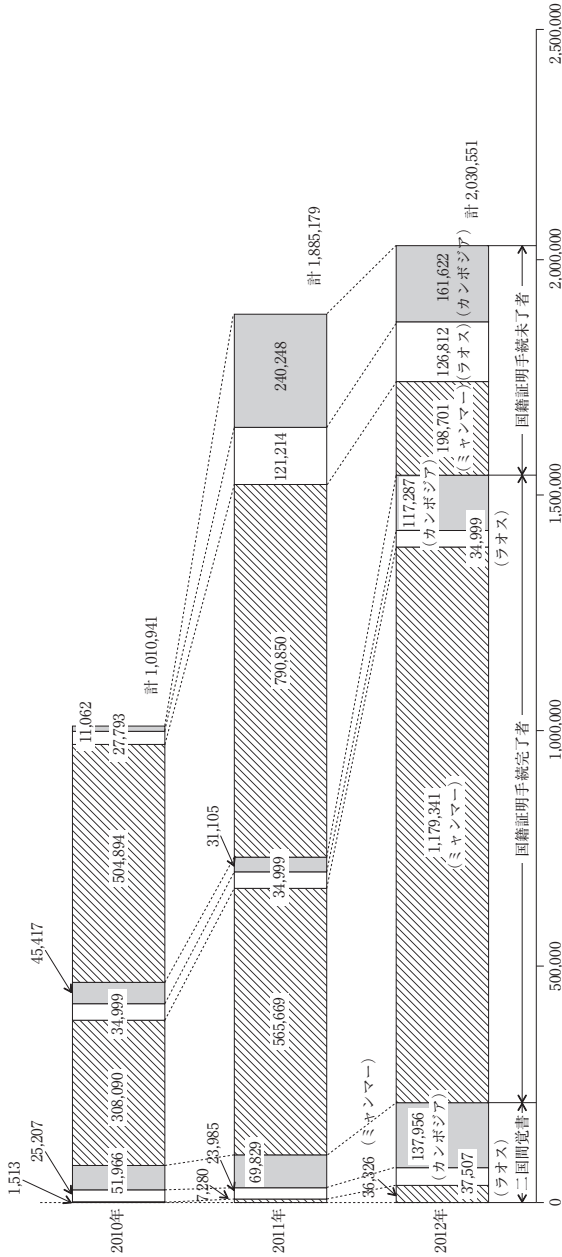 2010年
1,513
25,207
51,966
308,090
34,999
45,417
504,894
27,793
11,062
計 1,010,941
2011年
7,280
23,985
69,829
565,669
34,999
31,105
790,850
121,214
240,248
計 1,885,179
2012年
36,326 (ミャンマー)
37,507
(ラオス)
137,956
(カンボジア)
1,179,341
(ミャンマー)
34,999
(ラオス)
117,287
(カンボジア)
198,701
(ミャンマー)
126,812
(ラオス)
161,622
(カンボジア)
計 2,030,551
二国間覚書
国籍証明手続完了者
国籍証明手続未了者
0
500,000
1,000,000
1,500,000
2,000,000
2,500,000